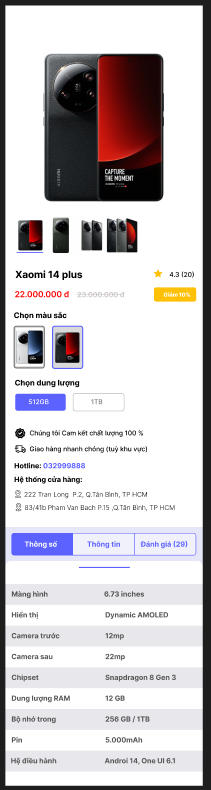 CAPTURE
THE MOMENT
Xaomi 14 plus
4.3 (20)
22.000.000 đ 23.000.000 đ Giảm 10%
Chọn màu sắc
Chọn dung lượng
512GB 1TB
Chúng tôi Cam kết chất lượng 100 %
Giao hàng nhanh chóng (tuỳ khu vực)
Hotline: 032999888
Hệ thống cửa hàng:
222 Tran Long P.2, Q.Tân Bình, TP HCM
83/41b Pham Van Bach P.15 ,Q.Tân Bình, TP HCM
Thông số Thông tin Đánh giá (29)
Màng hình 6.73 inches
Hiển thị Dynamic AMOLED
Camera trước 12mp
Camera sau 22mp
Chipset Snapdragon 8 Gen 3
Dung lượng RAM 12 GB
Bộ nhớ trong 256 GB / 1TB
Pin 5.000mAh
Hệ điều hành Androi 14, One UI 6.1